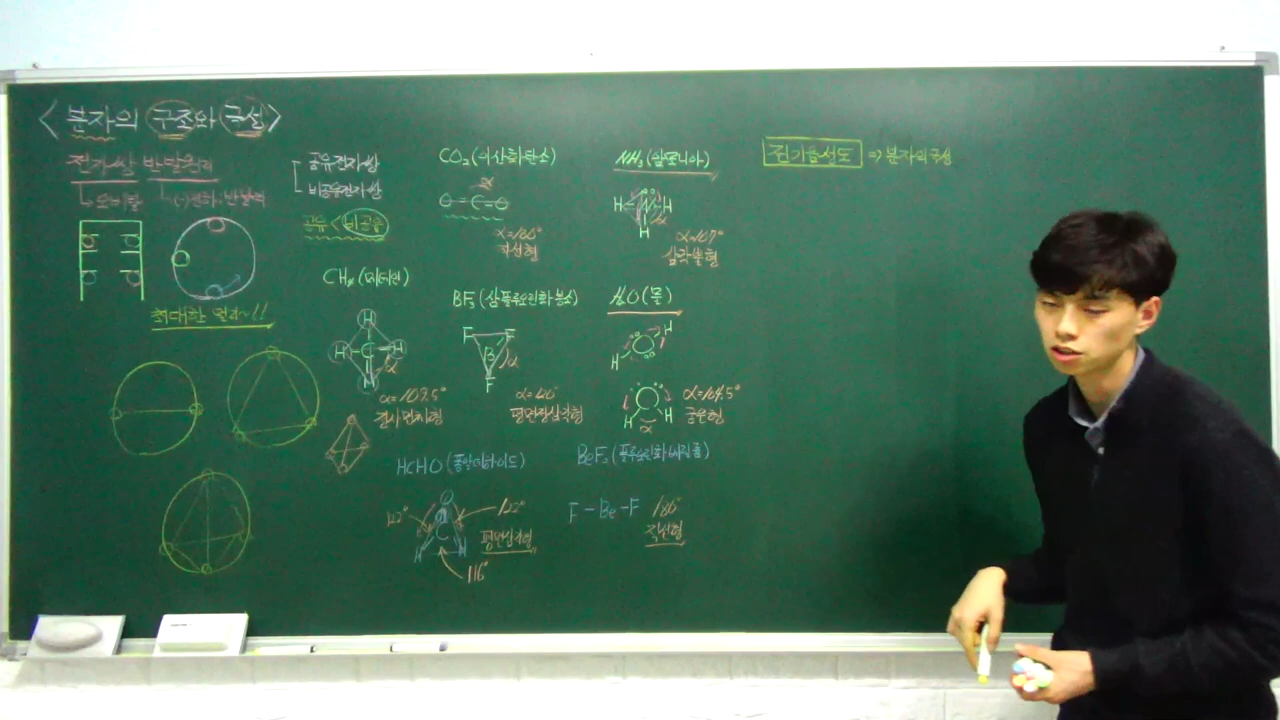 <분자의 구조와 극성>
전자쌍 반발원리
↳오비탈
(-)전하:반발력
공유전자쌍
비공유전자쌍
공유<비공유
최대한 멀리~!!
CH₄(메테인)
H
H C H
H
α
α=109.5°
정사면체형
CO₂(이산화탄소)
α
O=C=O
α=180°
직선형
BF₃(삼플루오린화붕소)
F F
B α
F
α=120°
평면정삼각형
HCHO(폼알데하이드)
O
C
H H
122° 122°
116°
평면삼각형
NH₃(암모니아)
H N H
H α
α=107°
삼각뿔형
H₂O(물)
H
H
H H
α
α=104.5°
굽은형
BeF₂(플루오린화베릴륨)
F-Be-F 180°
직선형
전기음성도 ⇒ 분자의 극성